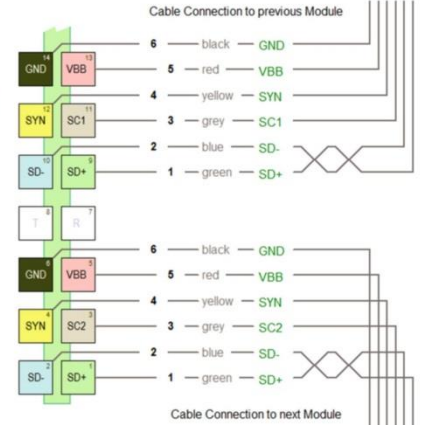 Cable Connection to previous Module
6 black GND
14 GND 13 VBB 5 red VBB
4 yellow SYN
12 SYN 11 SC1 3 grey SC1
2 blue SD-
10 SD- 9 SD+ 1 green SD+
8 T 7 R
6 black GND
6 GND 5 VBB 5 red VBB
4 yellow SYN
4 SYN 3 SC2 3 grey SC2
2 blue SD-
2 SD- 1 SD+ 1 green SD+
Cable Connection to next Module